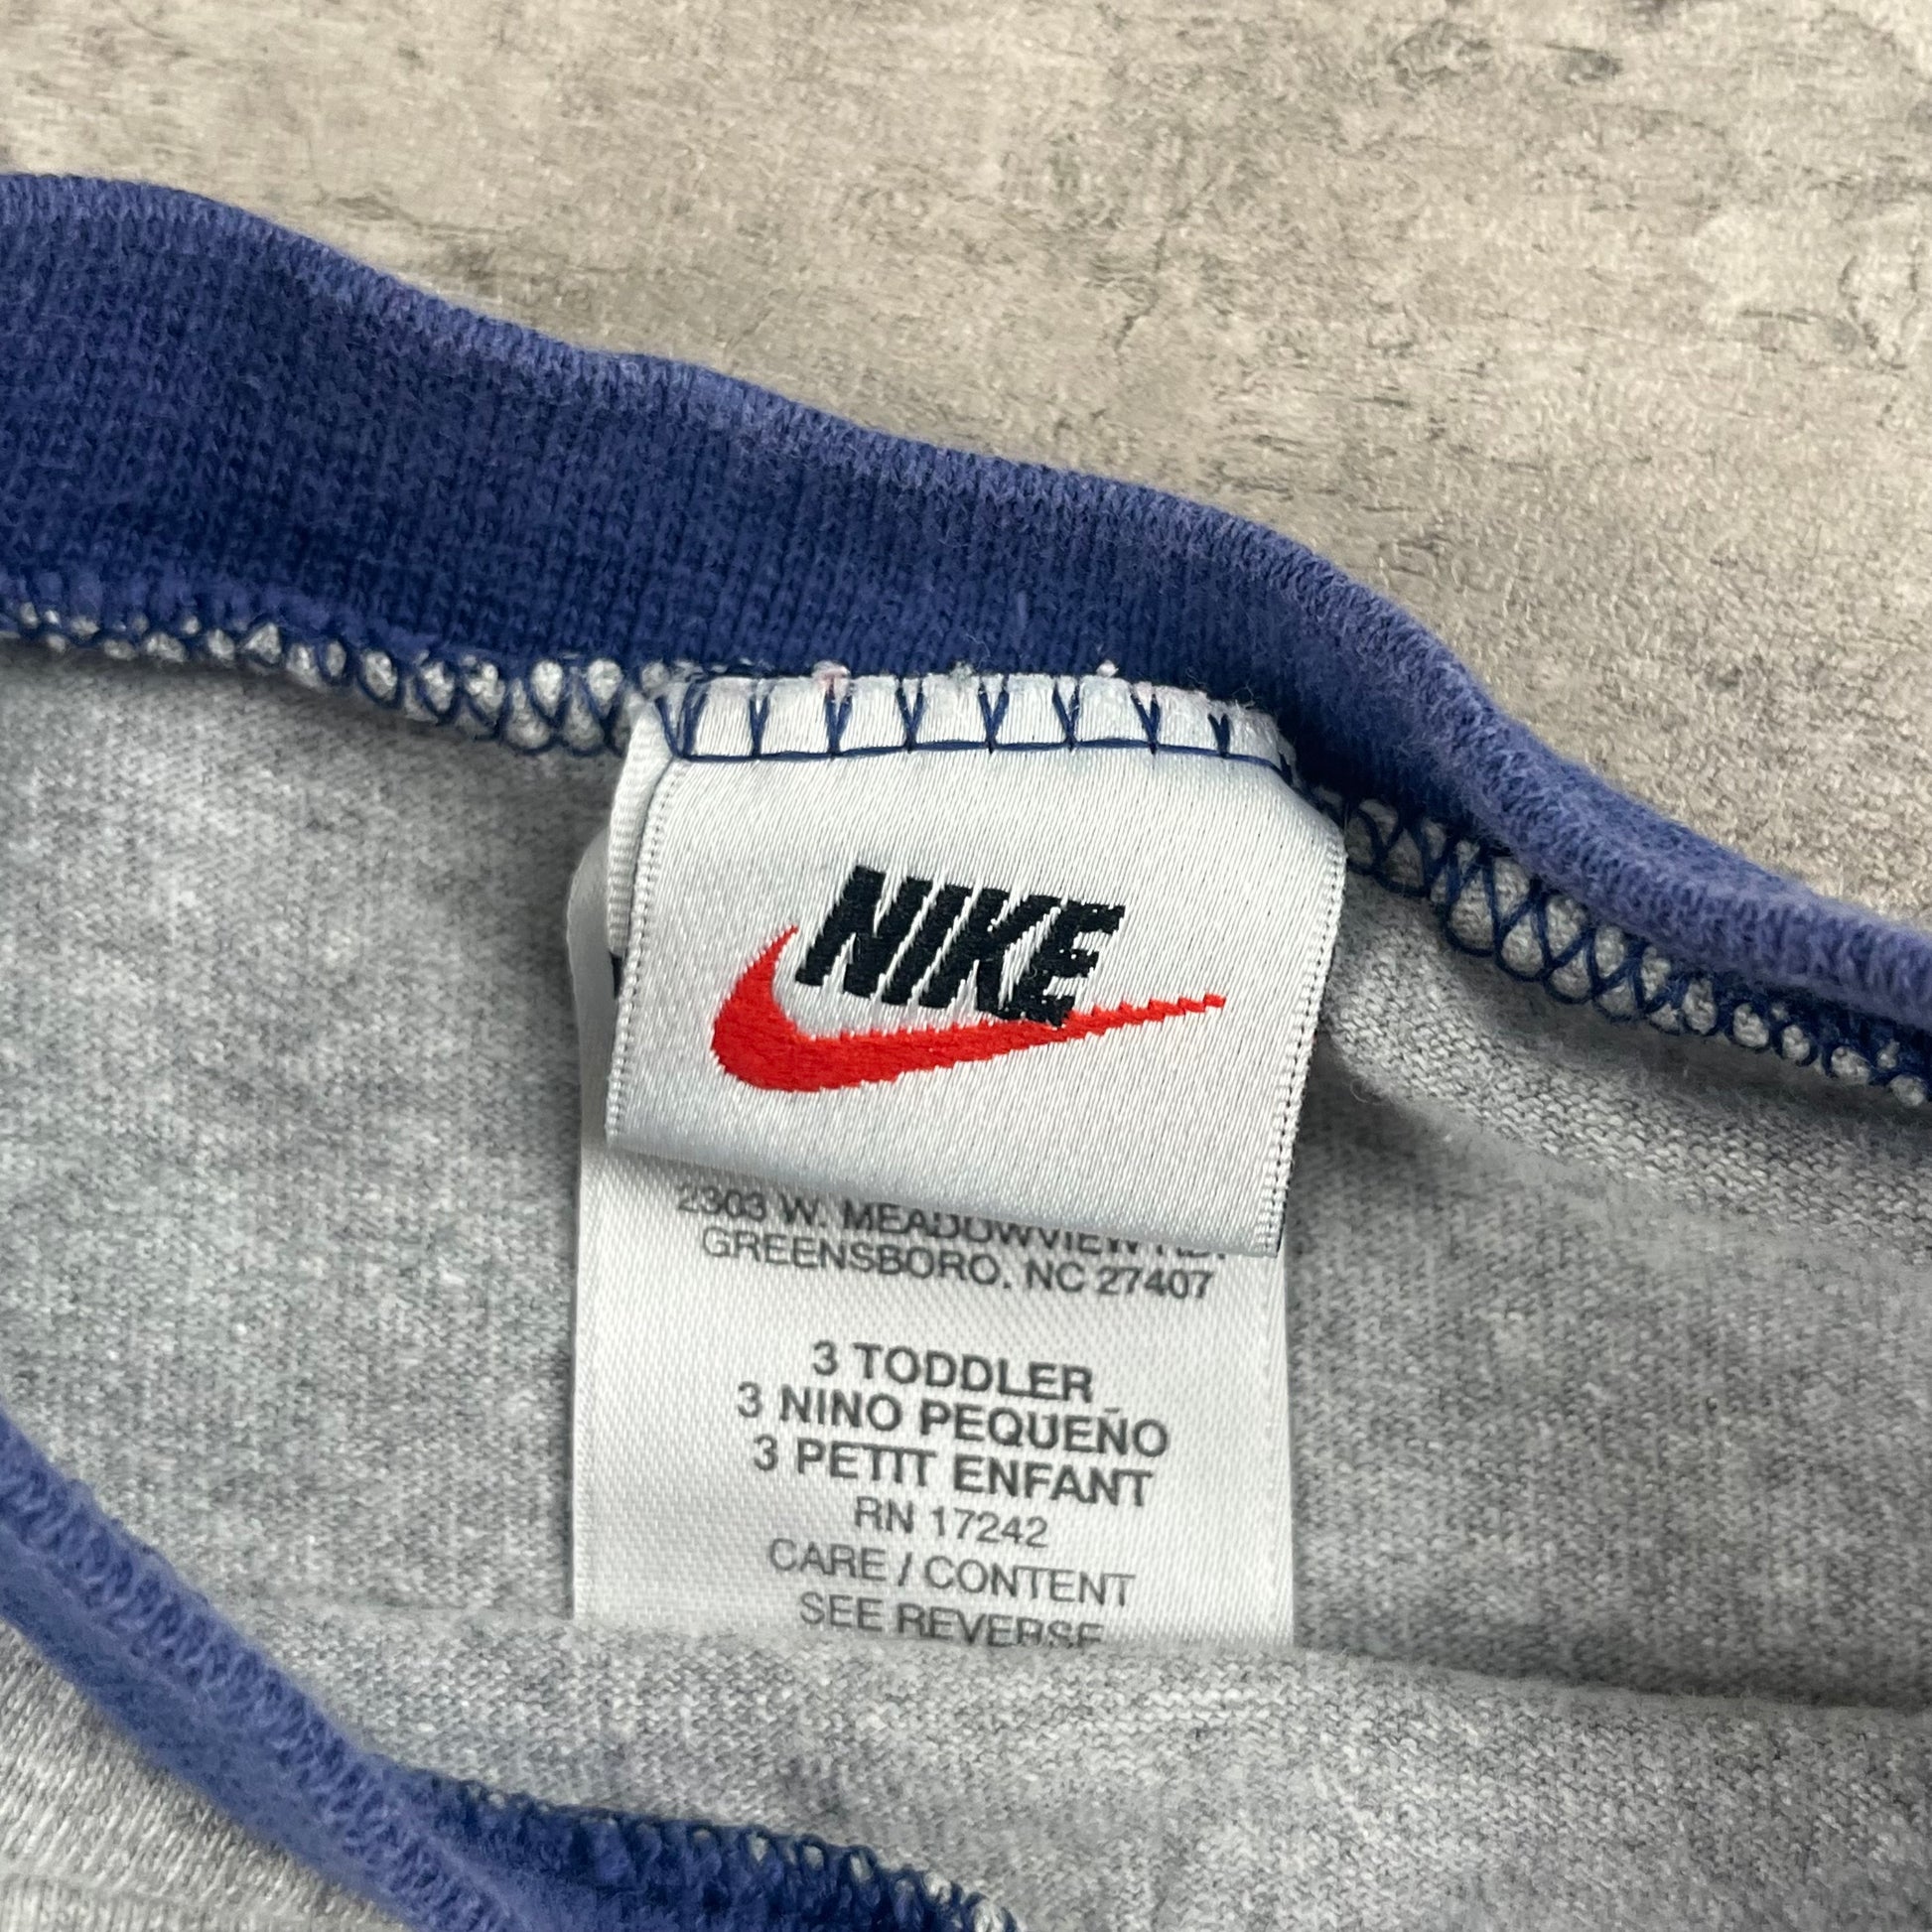 NIKE
2303 W. MEADOWVIEW RD.
GREENSBORO, NC 27407
3 TODDLER
3 NINO PEQUEÑO
3 PETIT ENFANT
RN 17242
CARE / CONTENT
SEE REVERSE